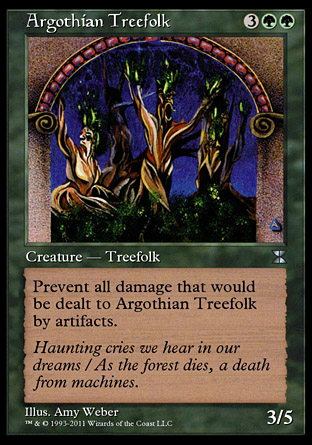 Argothian Treefolk 3
Creature — Treefolk
Prevent all damage that would
be dealt to Argothian Treefolk
by artifacts.
Haunting cries we hear in our
dreams / As the forest dies, a death
from machines.
Illus. Amy Weber
™ & © 1993-2011 Wizards of the Coast LLC
3/5